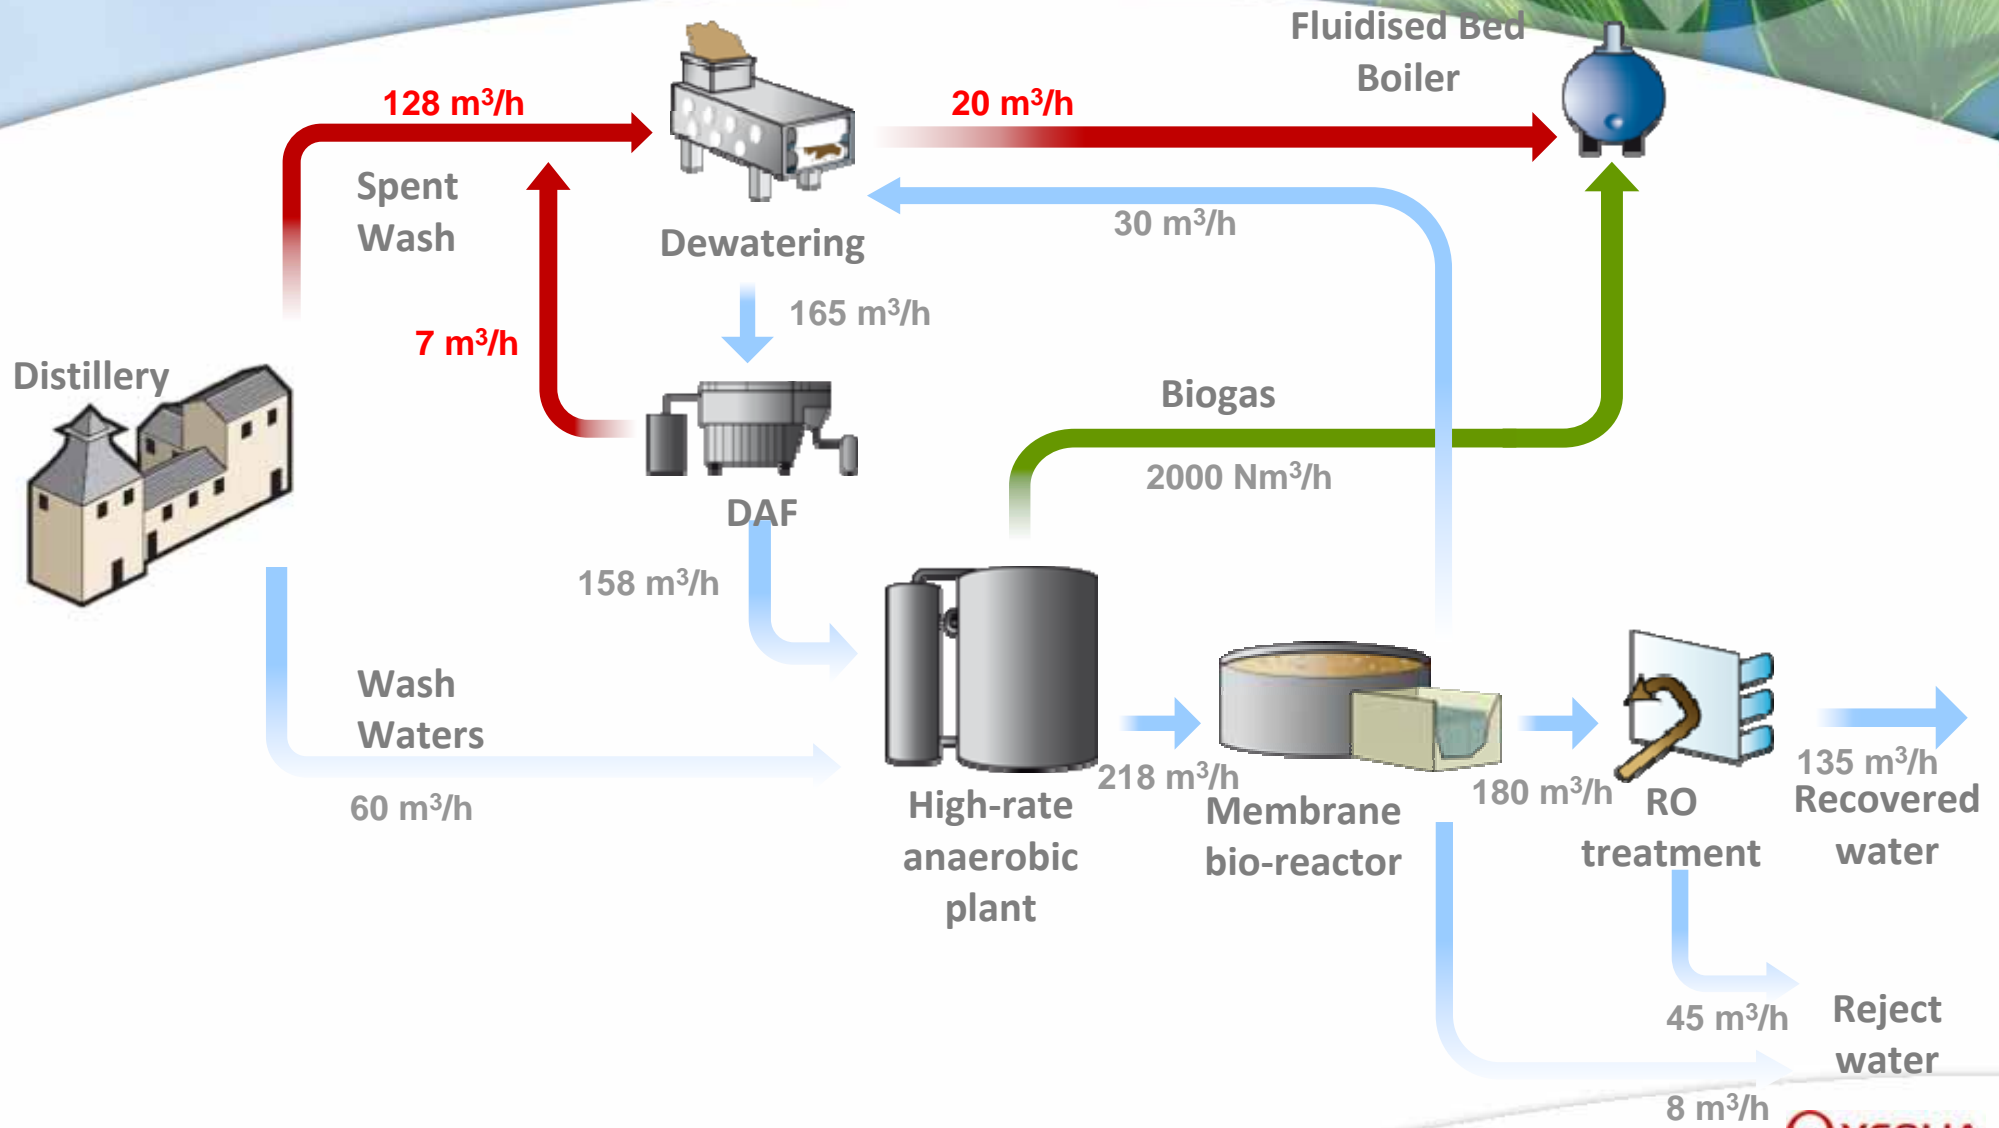 Fluidised Bed
Boiler
128 m³/h
20 m³/h
Spent
Wash
30 m³/h
Dewatering
165 m³/h
7 m³/h
Distillery
Biogas
2000 Nm³/h
DAF
158 m³/h
Wash
Waters
60 m³/h
218 m³/h
180 m³/h
135 m³/h
High-rate
anaerobic
plant
Membrane
bio-reactor
RO
treatment
Recovered
water
45 m³/h
Reject
water
8 m³/h